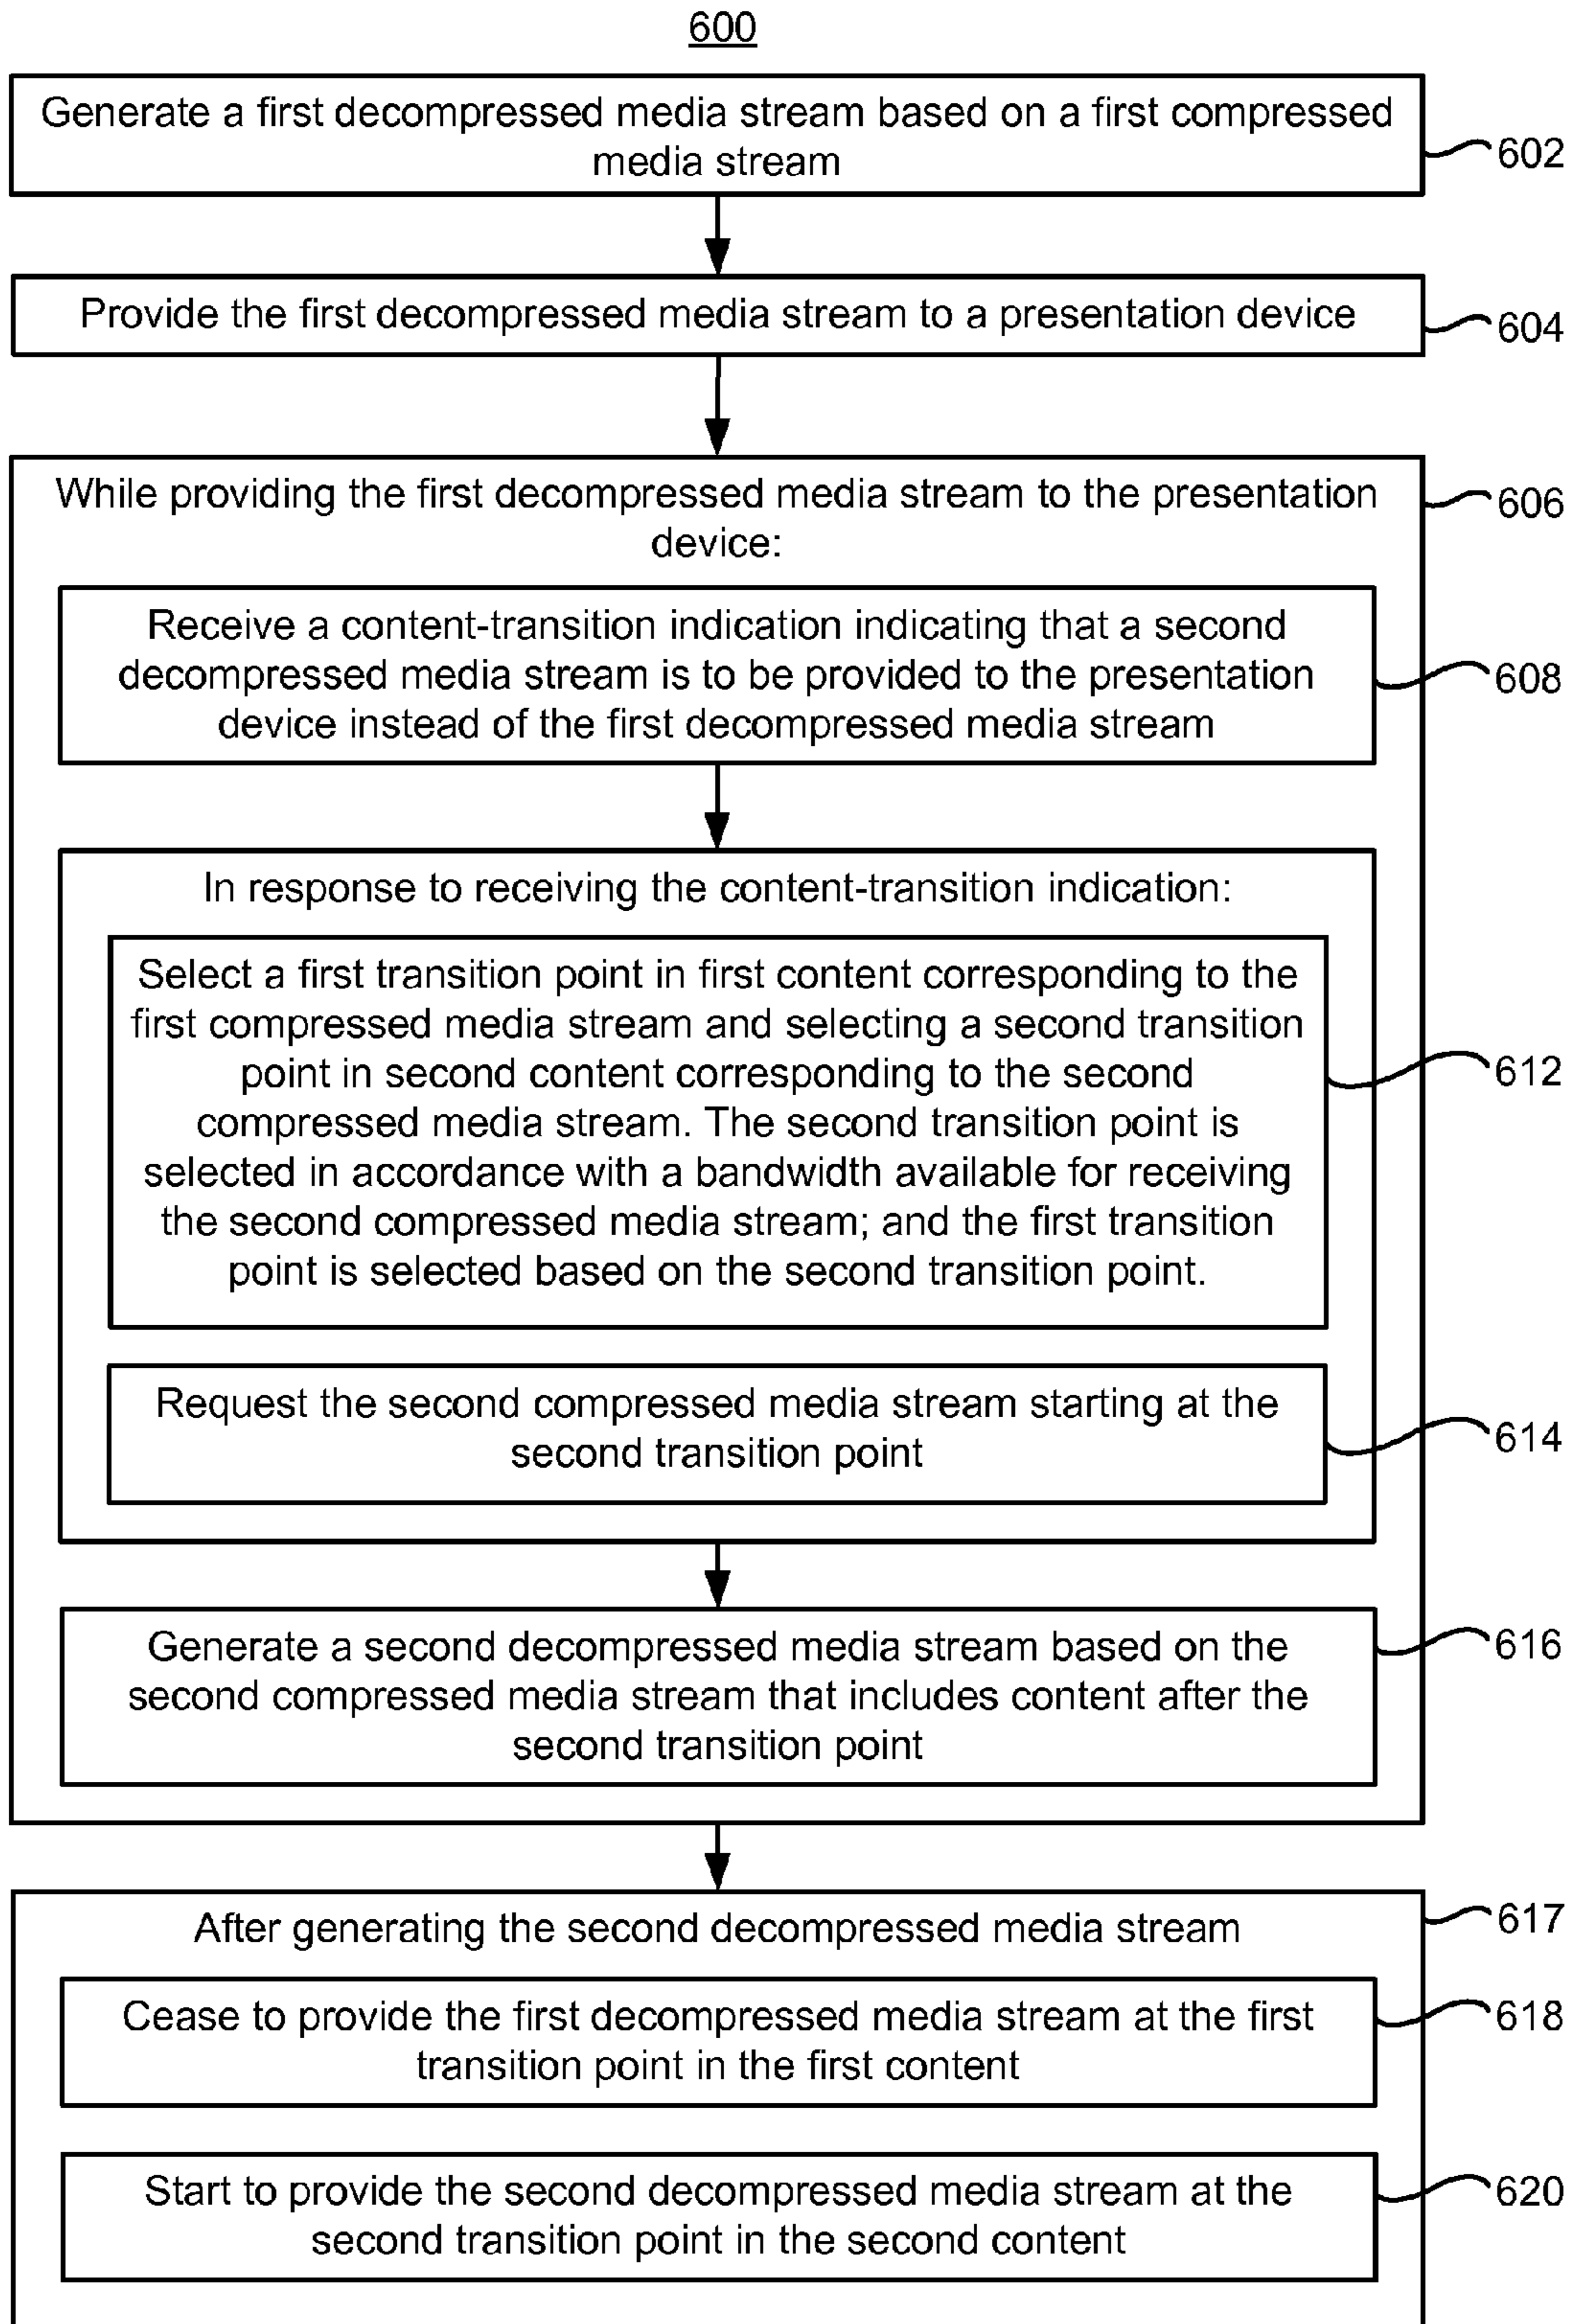 600
Generate a first decompressed media stream based on a first compressed
media stream
602
Provide the first decompressed media stream to a presentation device
604
While providing the first decompressed media stream to the presentation
device:
606
Receive a content-transition indication indicating that a second
decompressed media stream is to be provided to the presentation
device instead of the first decompressed media stream
608
In response to receiving the content-transition indication:
Select a first transition point in first content corresponding to the
first compressed media stream and selecting a second transition
point in second content corresponding to the second
compressed media stream. The second transition point is
selected in accordance with a bandwidth available for receiving
the second compressed media stream; and the first transition
point is selected based on the second transition point.
612
Request the second compressed media stream starting at the
second transition point
614
Generate a second decompressed media stream based on the
second compressed media stream that includes content after the
second transition point
616
After generating the second decompressed media stream
617
Cease to provide the first decompressed media stream at the first
transition point in the first content
618
Start to provide the second decompressed media stream at the
second transition point in the second content
620